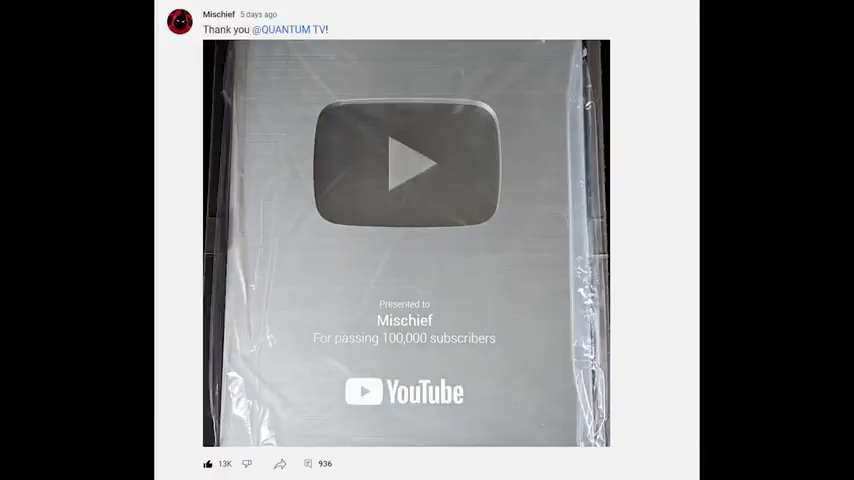 Mischief 5 days ago
Thank you @QUANTUM TV!
Presented to
Mischief
For passing 100,000 subscribers
YouTube
13K 936